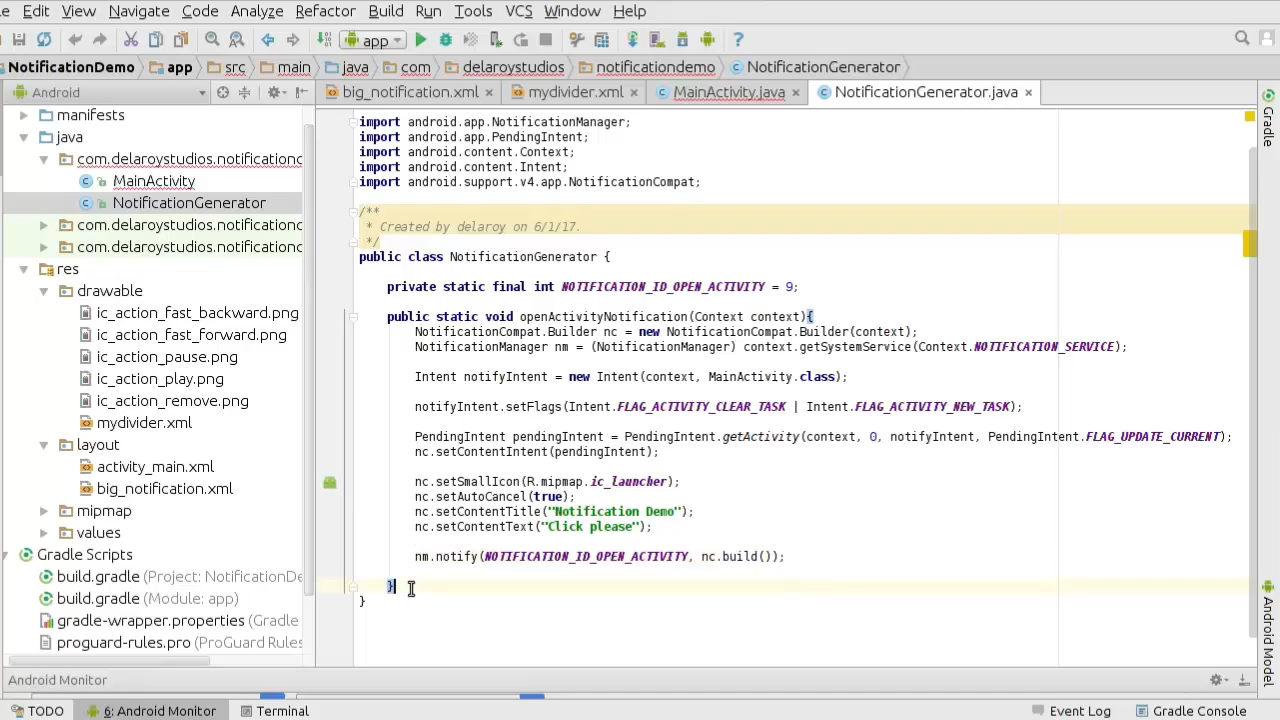 Edit View Navigate Code Analyze Refactor Build Run Tools VCS Window Help
app
NotificationDemo app src main java com delaroystudios notificationdemo NotificationGenerator
Android
big_notification.xml mydivider.xml MainActivity.java NotificationGenerator.java
manifests
java
com.delaroystudios.notificationc
MainActivity
NotificationGenerator
com.delaroystudios.notificationc
com.delaroystudios.notificationc
res
drawable
ic_action_fast_backward.png
ic_action_fast_forward.png
ic_action_pause.png
ic_action_play.png
ic_action_remove.png
mydivider.xml
layout
activity_main.xml
big_notification.xml
mipmap
values
Gradle Scripts
build.gradle (Project: NotificationDe
build.gradle (Module: app)
gradle-wrapper.properties (Gradle
proguard-rules.pro (ProGuard Rules
import android.app.NotificationManager;
import android.app.PendingIntent;
import android.content.Context;
import android.content.Intent;
import android.support.v4.app.NotificationCompat;
/**
* Created by delaroy on 6/1/17.
*/
public class NotificationGenerator {
private static final int NOTIFICATION_ID_OPEN_ACTIVITY = 9;
public static void openActivityNotification(Context context){
NotificationCompat.Builder nc = new NotificationCompat.Builder(context);
NotificationManager nm = (NotificationManager) context.getSystemService(Context.NOTIFICATION_SERVICE);
Intent notifyIntent = new Intent(context, MainActivity.class);
notifyIntent.setFlags(Intent.FLAG_ACTIVITY_CLEAR_TASK | Intent.FLAG_ACTIVITY_NEW_TASK);
PendingIntent pendingIntent = PendingIntent.getActivity(context, 0, notifyIntent, PendingIntent.FLAG_UPDATE_CURRENT);
nc.setContentIntent(pendingIntent);
nc.setSmallIcon(R.mipmap.ic_launcher);
nc.setAutoCancel(true);
nc.setContentTitle("Notification Demo");
nc.setContentText("Click please");
nm.notify(NOTIFICATION_ID_OPEN_ACTIVITY, nc.build());
}
}
Gradle
Android Model
Android Monitor
TODO 6: Android Monitor Terminal Event Log Gradle Console